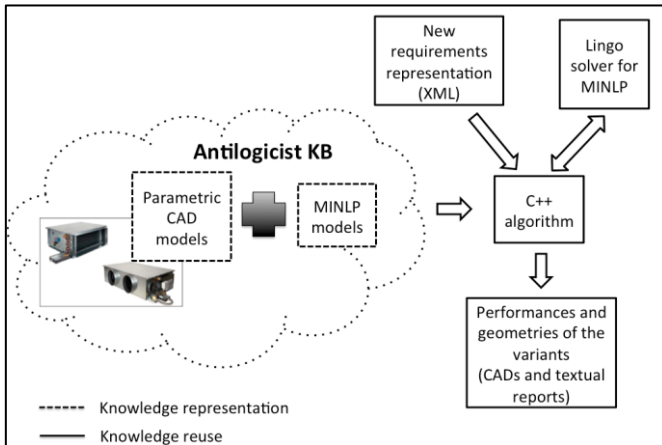 New
requirements
representation
(XML)
Lingo
solver for
MINLP
Antilogicist KB
Parametric
CAD
models
MINLP
models
C++
algorithm
Performances and
geometries of the
variants
(CADs and textual
reports)
Knowledge representation
Knowledge reuse